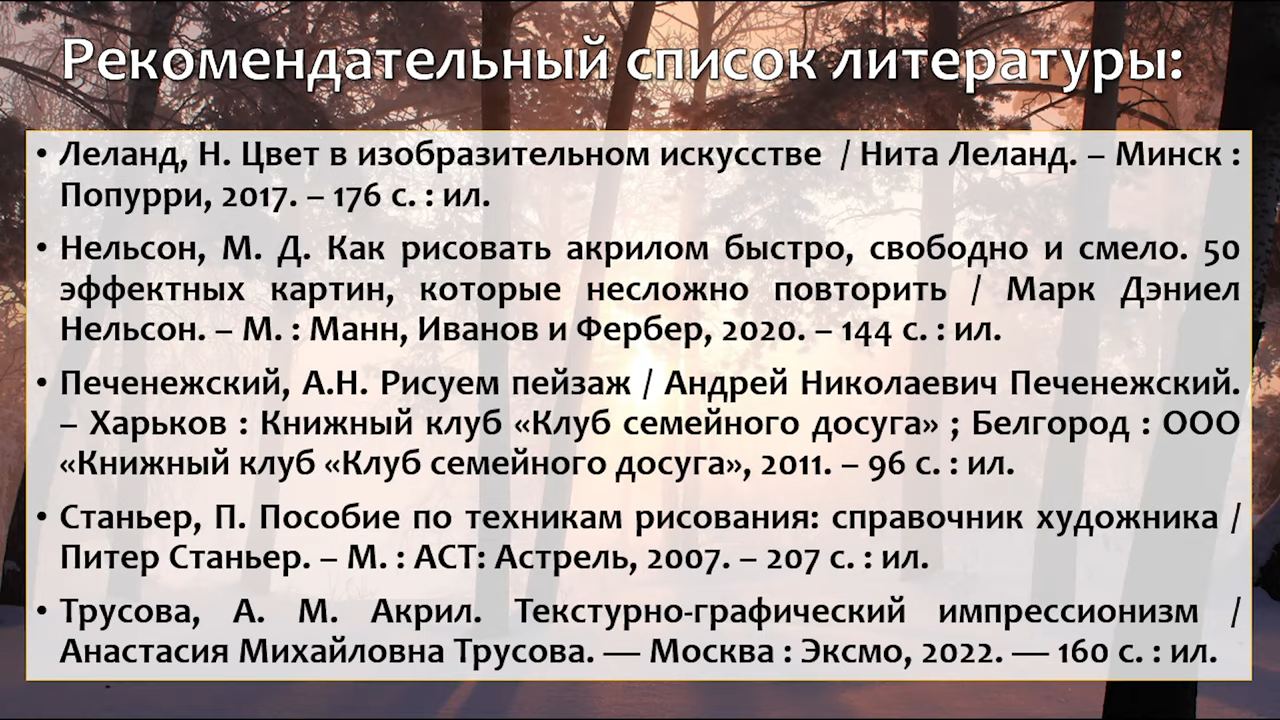 Рекомендательный список литературы:
• Леланд, Н. Цвет в изобразительном искусстве / Нита Леланд. – Минск :
Попурри, 2017. – 176 с. : ил.
• Нельсон, М. Д. Как рисовать акрилом быстро, свободно и смело. 50
эффектных картин, которые несложно повторить / Марк Дэниел
Нельсон. – М. : Манн, Иванов и Фербер, 2020. – 144 с. : ил.
• Печенежский, А.Н. Рисуем пейзаж / Андрей Николаевич Печенежский.
– Харьков : Книжный клуб «Клуб семейного досуга» ; Белгород : ООО
«Книжный клуб «Клуб семейного досуга», 2011. – 96 с. : ил.
• Станьер, П. Пособие по техникам рисования: справочник художника /
Питер Станьер. – М. : АСТ: Астрель, 2007. – 207 с. : ил.
• Трусова, А. М. Акрил. Текстурно-графический импрессионизм /
Анастасия Михайловна Трусова. — Москва : Эксмо, 2022. — 160 с. : ил.